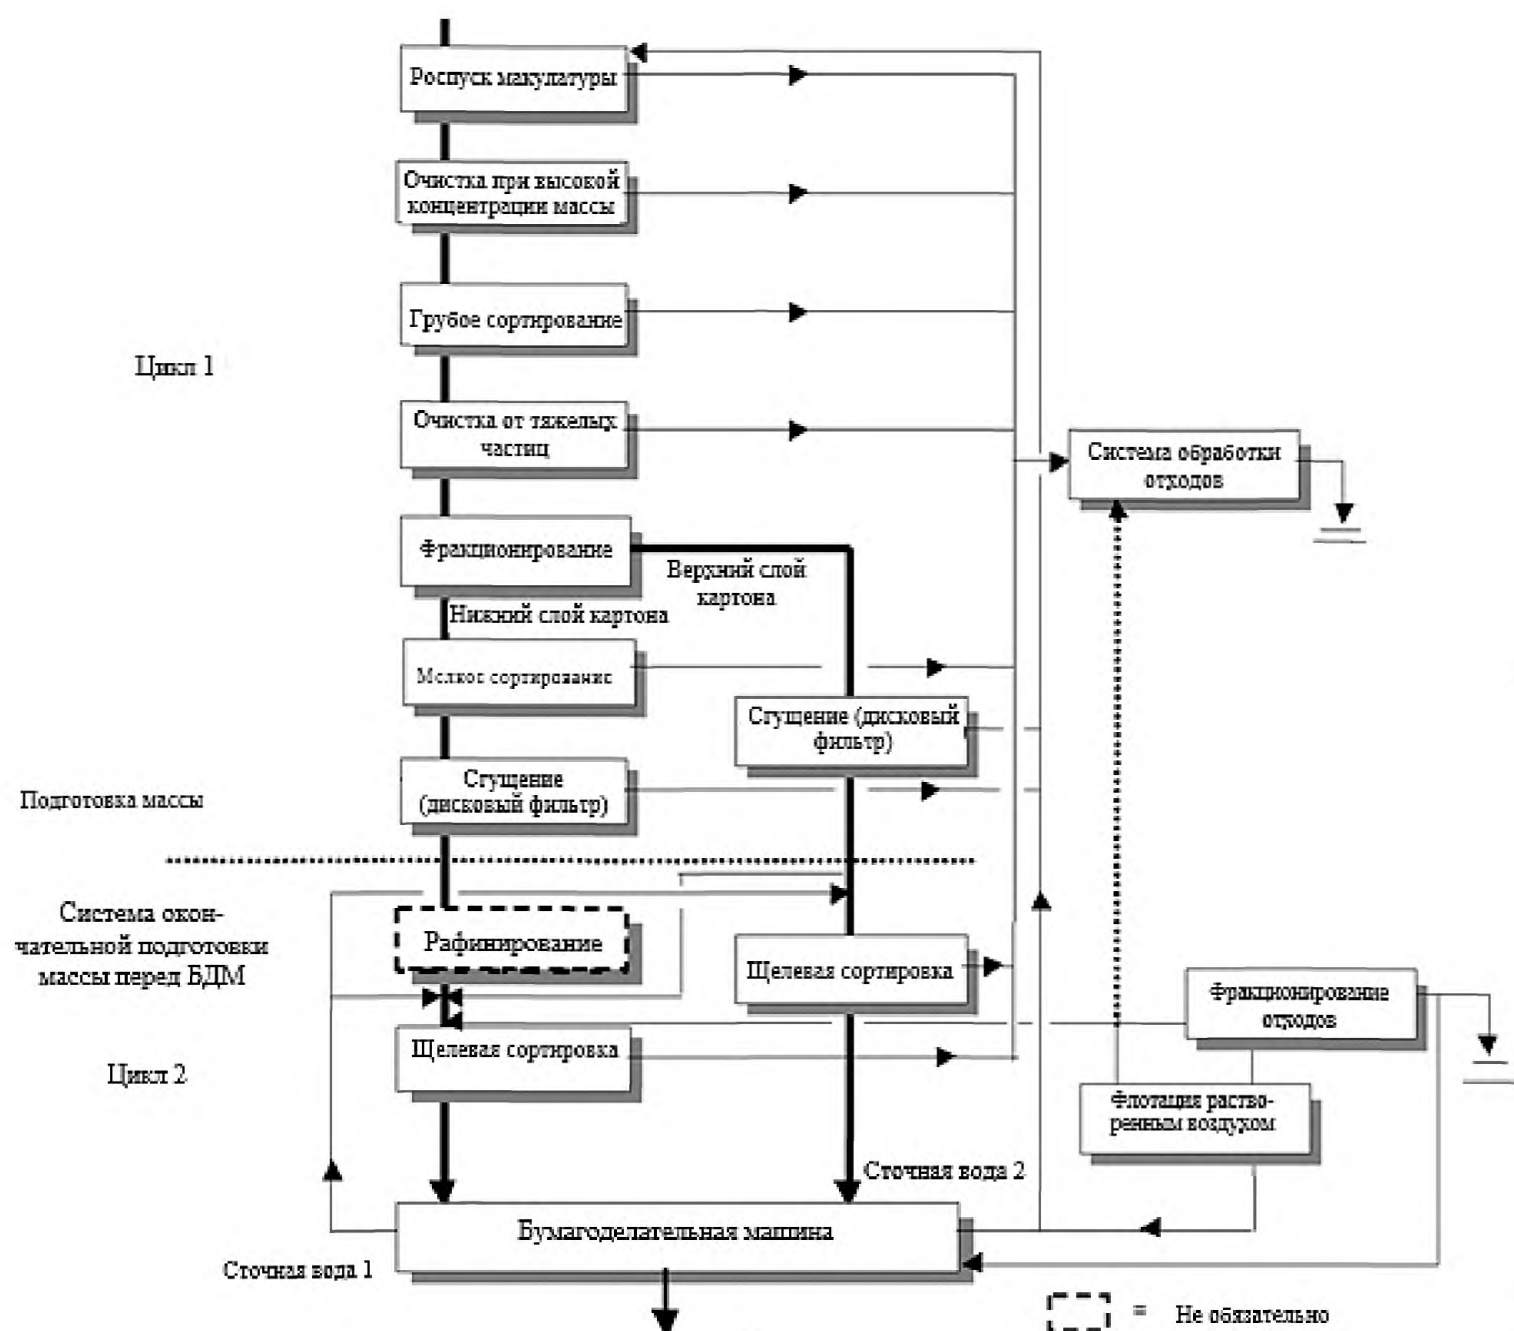 Роспуск макулатуры
Очистка при высокой
концентрации массы
Грубое сортирование
Цикл 1
Очистка от тяжелых
частиц
Система обработки
отходов
Фракционирование
Верхний слой
картона
Нижний слой картона
Мелкое сортирование
Сгущение (дисковый
фильтр)
Сгущение
(дисковый фильтр)
Подготовка массы
Система окон-
чательной подготовки
массы перед БДМ
Рафинирование
Щелевая сортировка
Фракционирование
отходов
Щелевая сортировка
Цикл 2
Флотация раство-
ренным воздухом
Сточная вода 2
Бумагоделательная машина
Сточная вода 1
= Не обязательно